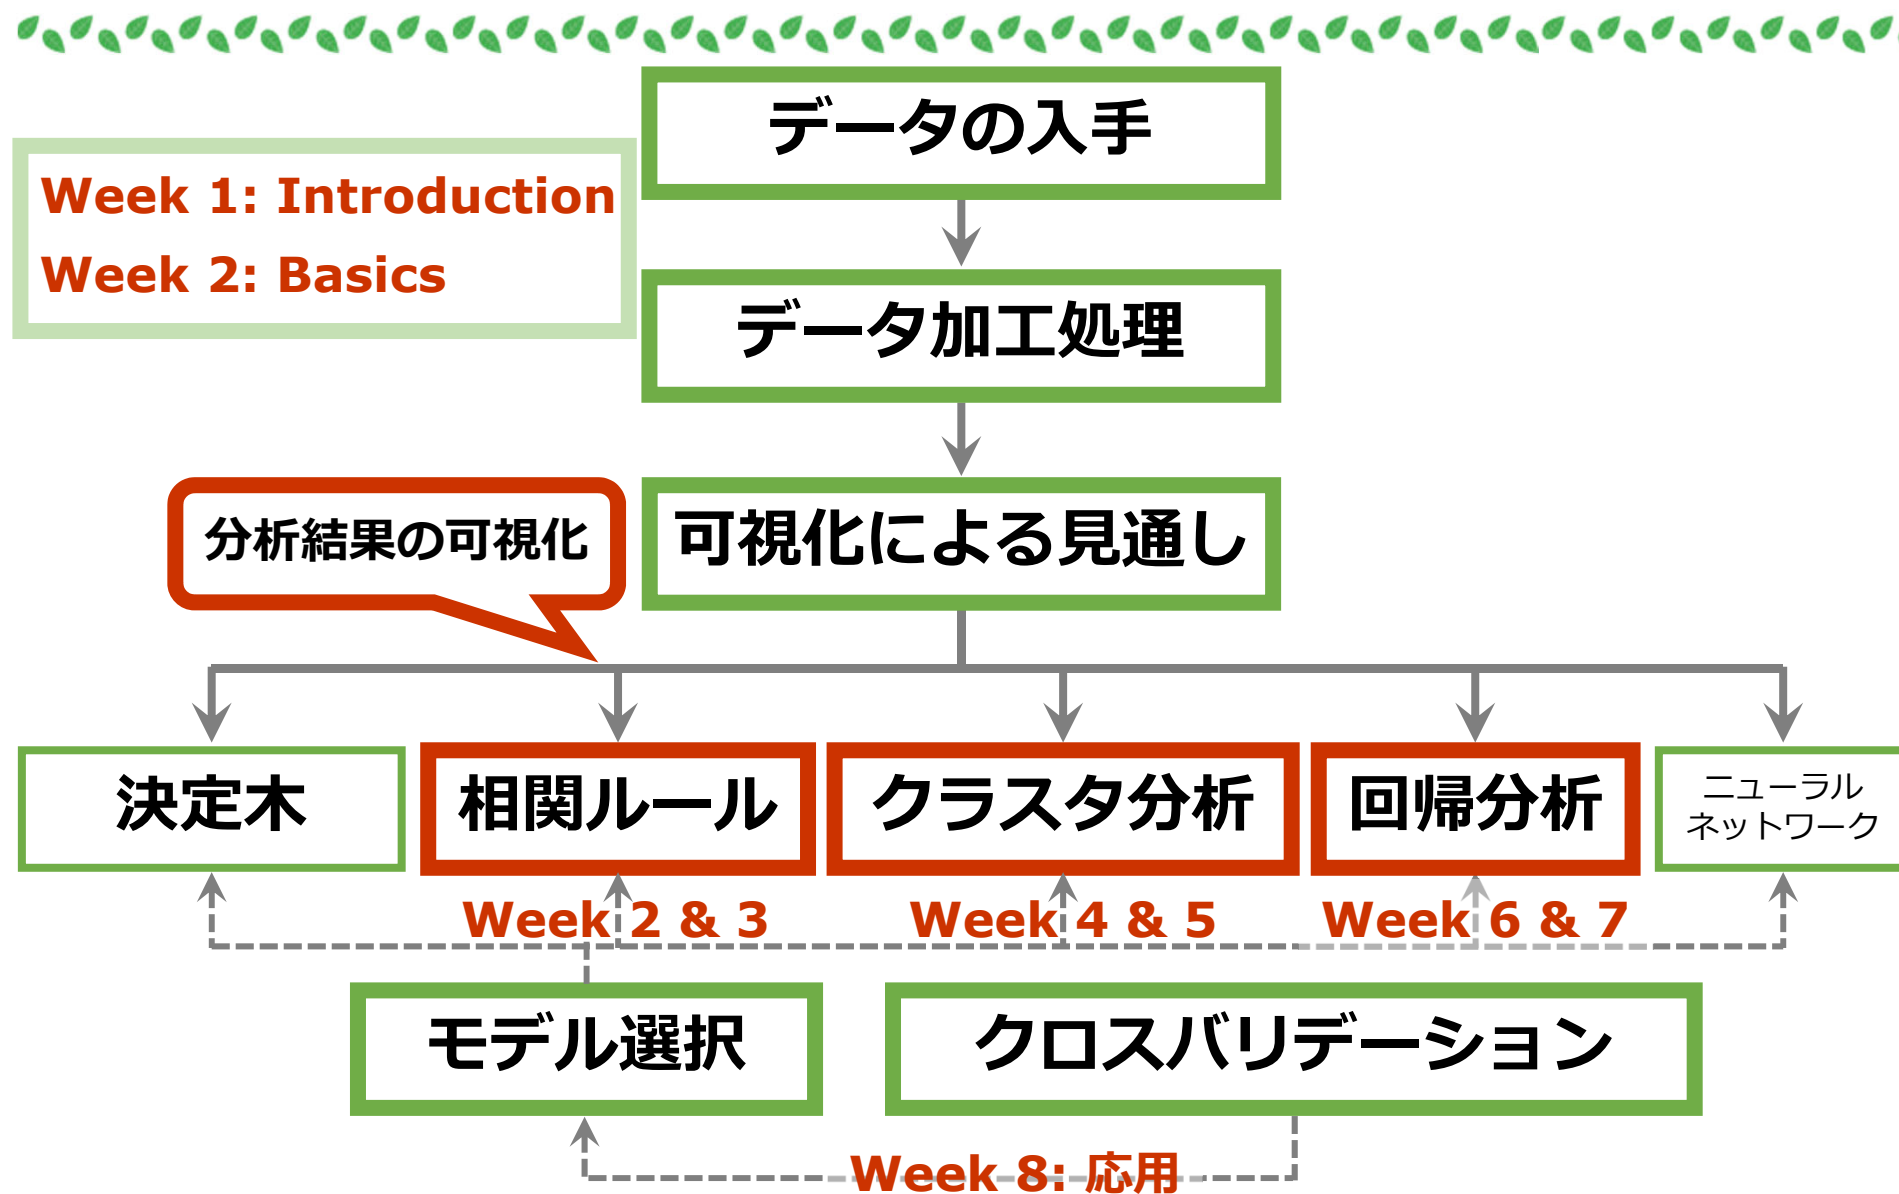 データの入手
Week 1: Introduction
Week 2: Basics
データ加工処理
分析結果の可視化
可視化による見通し
決定木
相関ルール
クラスタ分析
回帰分析
ニューラル
ネットワーク
Week 2 & 3
Week 4 & 5
Week 6 & 7
モデル選択
クロスバリデーション
Week 8: 応用